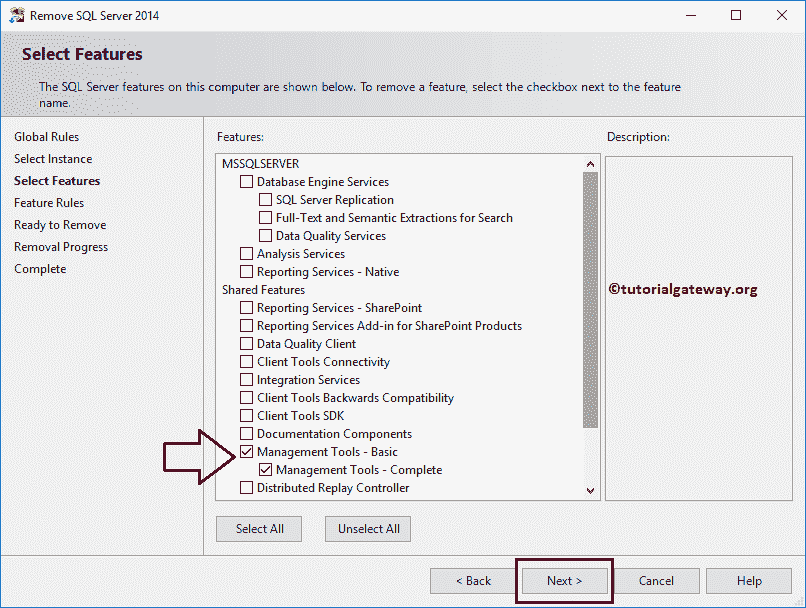 Remove SQL Server 2014
Select Features
The SQL Server features on this computer are shown below. To remove a feature, select the checkbox next to the feature
name.
Global Rules
Select Instance
Select Features
Feature Rules
Ready to Remove
Removal Progress
Complete
Features:
MSSQLSERVER
Database Engine Services
SQL Server Replication
Full-Text and Semantic Extractions for Search
Data Quality Services
Analysis Services
Reporting Services - Native
Shared Features
Reporting Services - SharePoint
Reporting Services Add-in for SharePoint Products
Data Quality Client
Client Tools Connectivity
Integration Services
Client Tools Backwards Compatibility
Client Tools SDK
Documentation Components
Management Tools - Basic
Management Tools - Complete
Distributed Replay Controller
Description:
©tutorialgateway.org
Select All
Unselect All
< Back
Next >
Cancel
Help